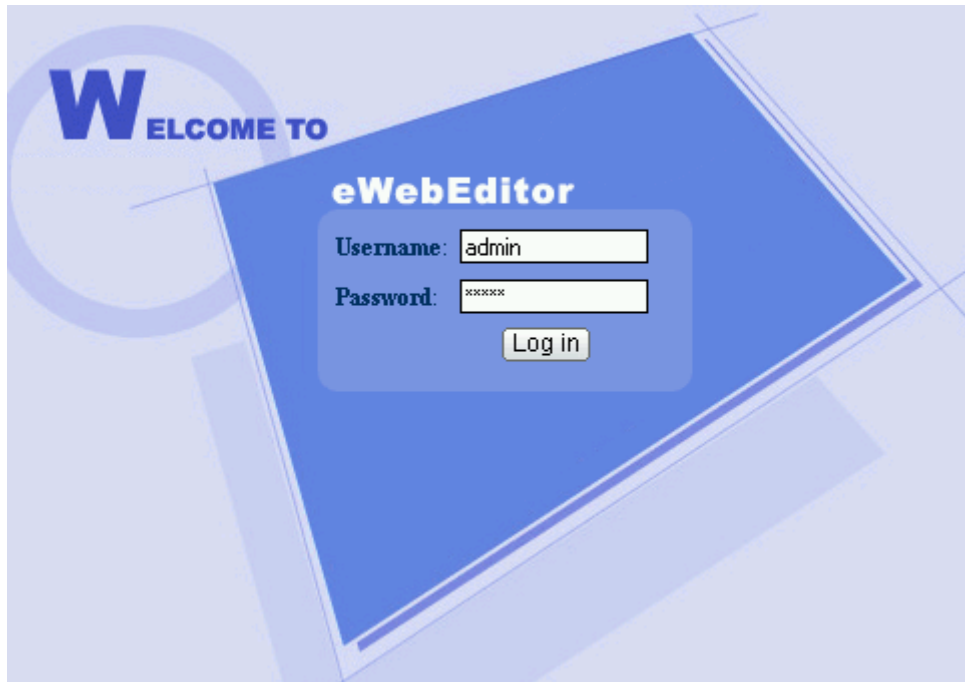 WELCOME TO
eWebEditor
Username: admin
Password: *****
Log in